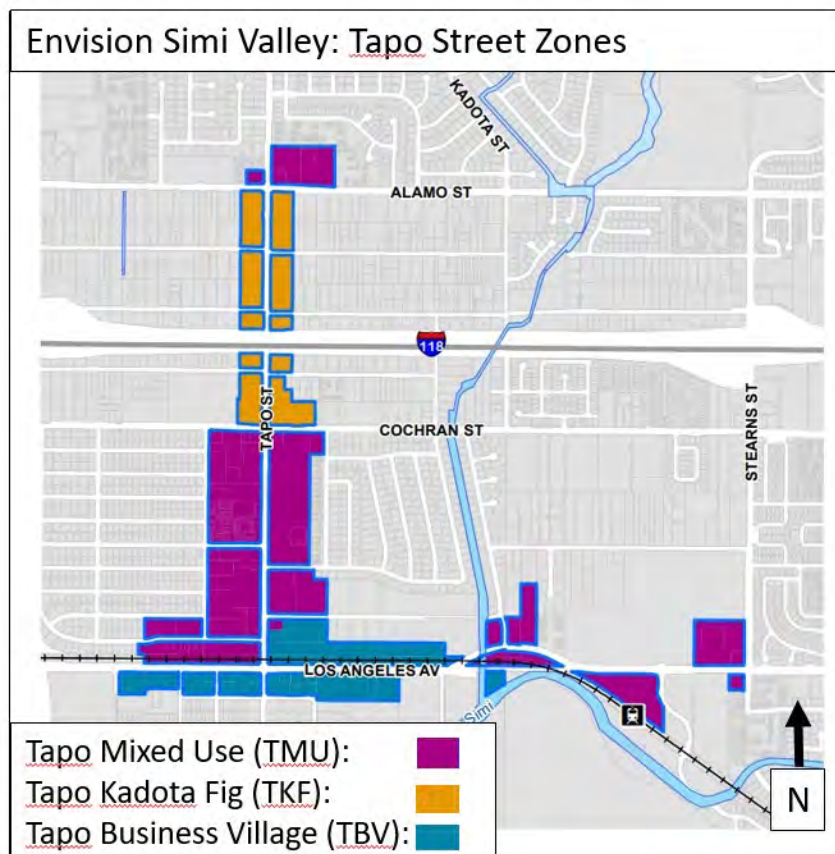 Envision Simi Valley: Tapo Street Zones
KADOTA ST
ALAMO ST
118
TAPO ST
COCHRAN ST
STEARNS ST
LOS ANGELES AV
Simi
Tapo Mixed Use (TMU):
Tapo Kadota Fig (TKF):
Tapo Business Village (TBV):
N